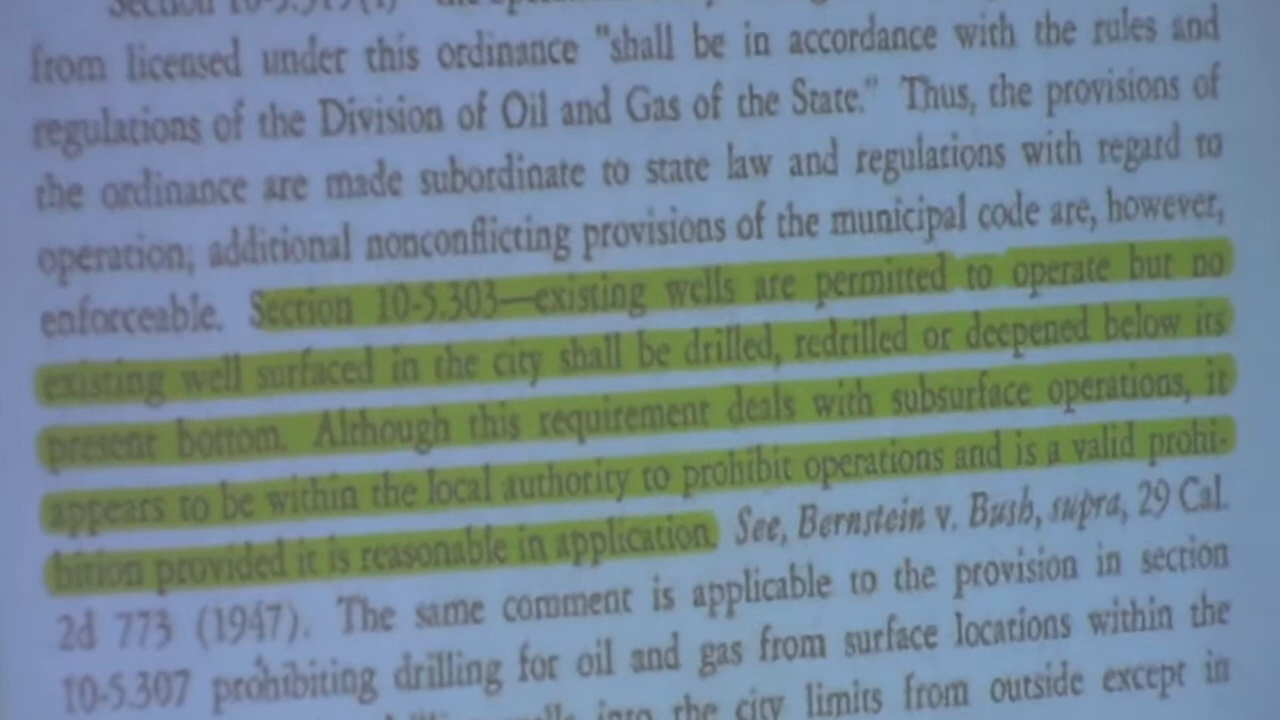 from licensed under this ordinance "shall be in accordance with the rules and
regulations of the Division of Oil and Gas of the State." Thus, the provisions of
the ordinance are made subordinate to state law and regulations with regard to
operation; additional nonconflicting provisions of the municipal code are, however,
enforceable. Section 10-5.303—existing wells are permitted to operate but no
existing well surfaced in the city shall be drilled, redrilled or deepened below its
present bottom. Although this requirement deals with subsurface operations, it
appears to be within the local authority to prohibit operations and is a valid prohi-
bition provided it is reasonable in application. See, Bernstein v. Bush, supra, 29 Cal.
2d 773 (1947). The same comment is applicable to the provision in section
10-5.307 prohibiting drilling for oil and gas from surface locations within the
wells into the city limits from outside except in